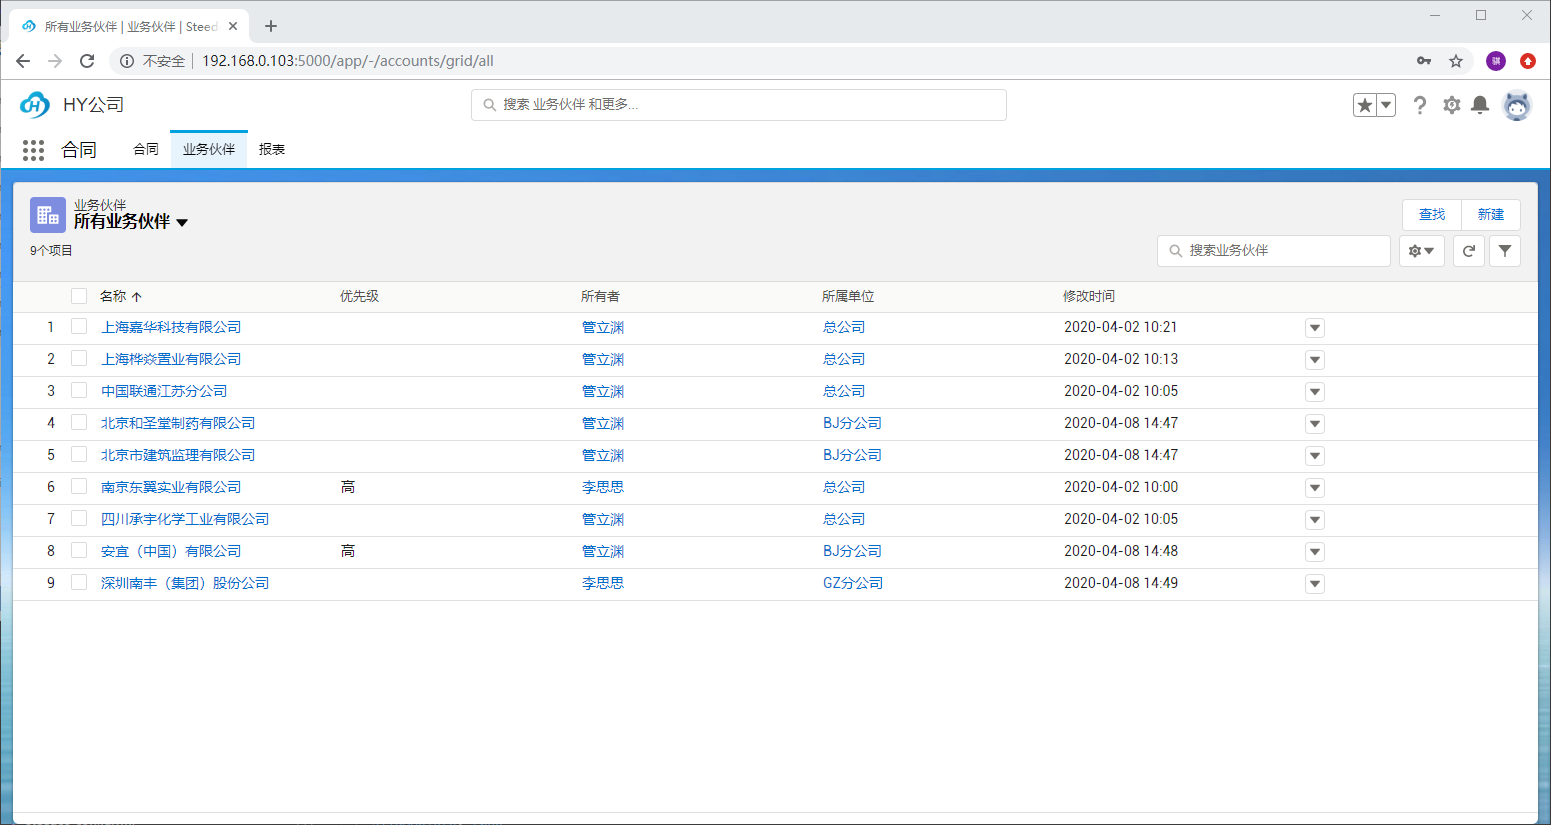 所有业务伙伴 | 业务伙伴 | Steed
不安全 192.168.0.103:5000/app/-/accounts/grid/all
HY公司
搜索 业务伙伴 和更多...
合同 合同 业务伙伴 报表
业务伙伴
所有业务伙伴
查找 新建
9个项目
搜索业务伙伴
名称 优先级 所有者 所属单位 修改时间
1 上海嘉华科技有限公司 管立渊 总公司 2020-04-02 10:21
2 上海桦焱置业有限公司 管立渊 总公司 2020-04-02 10:13
3 中国联通江苏分公司 管立渊 总公司 2020-04-02 10:05
4 北京和圣堂制药有限公司 管立渊 BJ分公司 2020-04-08 14:47
5 北京市建筑监理有限公司 管立渊 BJ分公司 2020-04-08 14:47
6 南京东翼实业有限公司 高 李思思 总公司 2020-04-02 10:00
7 四川承宇化学工业有限公司 管立渊 总公司 2020-04-02 10:05
8 安宜（中国）有限公司 高 管立渊 BJ分公司 2020-04-08 14:48
9 深圳南丰（集团）股份公司 李思思 GZ分公司 2020-04-08 14:49